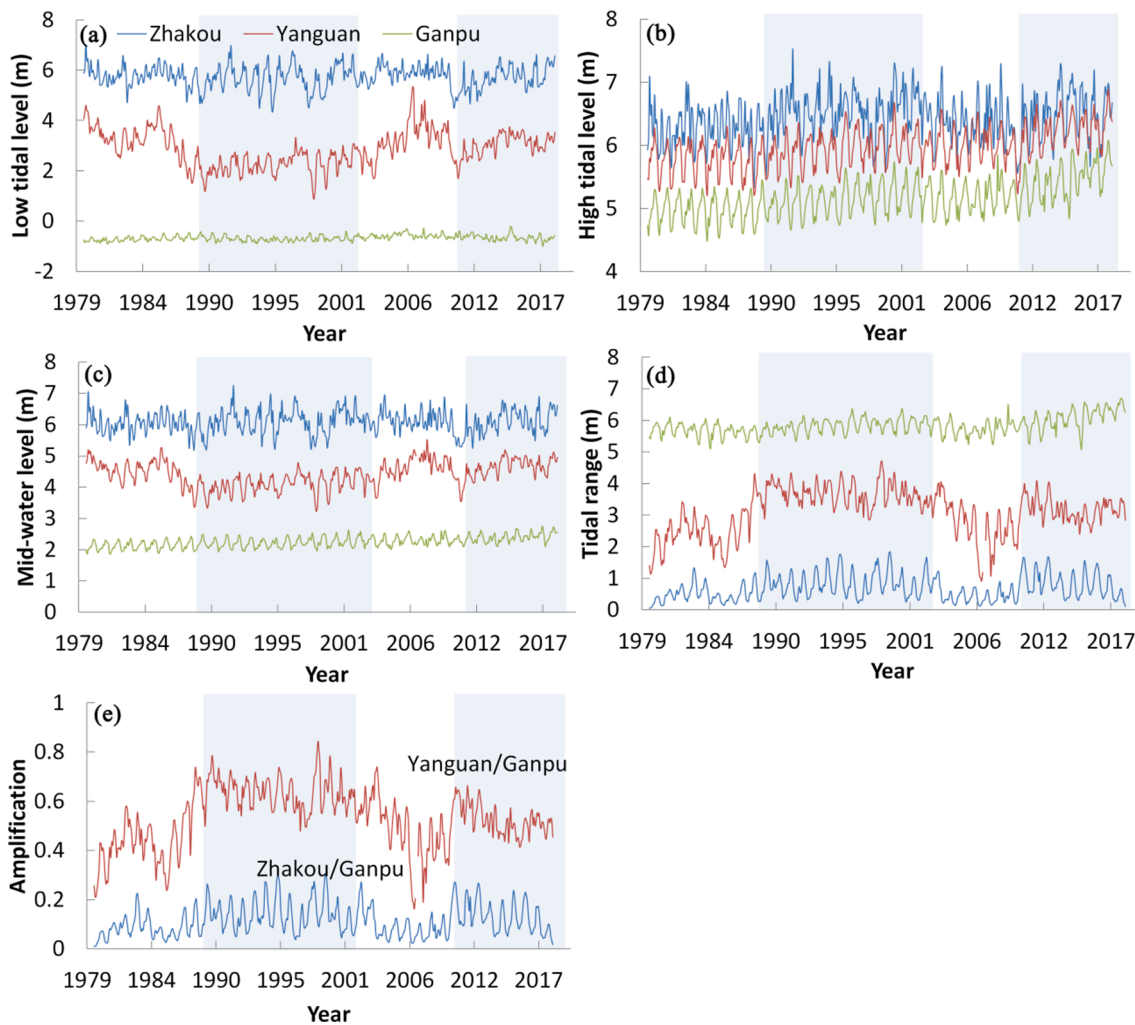 (a) Zhakou Yanguan Ganpu
Low tidal level (m)
8
6
4
2
0
-2
1979 1984 1990 1995 2001 2006 2012 2017
Year
(b)
High tidal level (m)
8
7
6
5
4
1979 1984 1990 1995 2001 2006 2012 2017
Year
(c)
Mid-water level (m)
8
7
6
5
4
3
2
1
0
1979 1984 1990 1995 2001 2006 2012 2017
Year
(d)
Tidal range (m)
8
7
6
5
4
3
2
1
0
1979 1984 1990 1995 2001 2006 2012 2017
Year
(e)
Amplification
1
0.8
0.6
0.4
0.2
0
Yanguan/Ganpu
Zhakou/Ganpu
1979 1984 1990 1995 2001 2006 2012 2017
Year